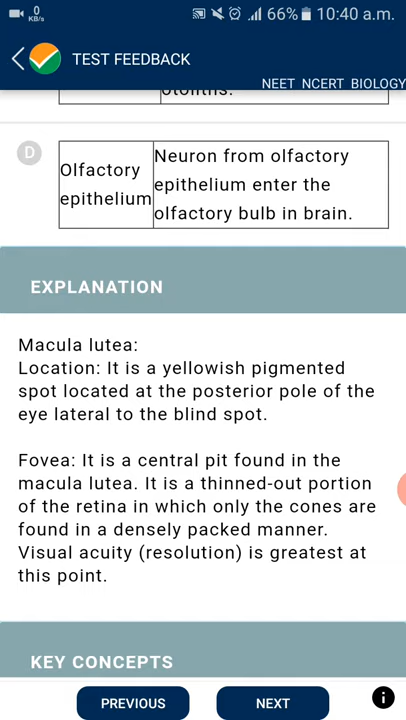 0
KB/s
66%
10:40 a.m.
TEST FEEDBACK
NEET NCERT BIOLOGY
otoliths.
D
Olfactory epithelium
Neuron from olfactory
epithelium enter the
olfactory bulb in brain.
EXPLANATION
Macula lutea:
Location: It is a yellowish pigmented
spot located at the posterior pole of the
eye lateral to the blind spot.
Fovea: It is a central pit found in the
macula lutea. It is a thinned-out portion
of the retina in which only the cones are
found in a densely packed manner.
Visual acuity (resolution) is greatest at
this point.
KEY CONCEPTS
PREVIOUS
NEXT
i